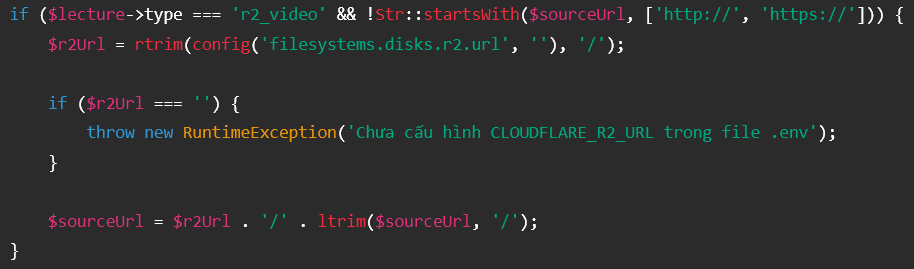 if ($lecture->type === 'r2_video' && !Str::startsWith($sourceUrl, ['http://', 'https://'])) {
    $r2Url = rtrim(config('filesystems.disks.r2.url', ''), '/');

    if ($r2Url === '') {
        throw new RuntimeException('Chưa cấu hình CLOUDFLARE_R2_URL trong file .env');
    }

    $sourceUrl = $r2Url . '/' . ltrim($sourceUrl, '/');
}